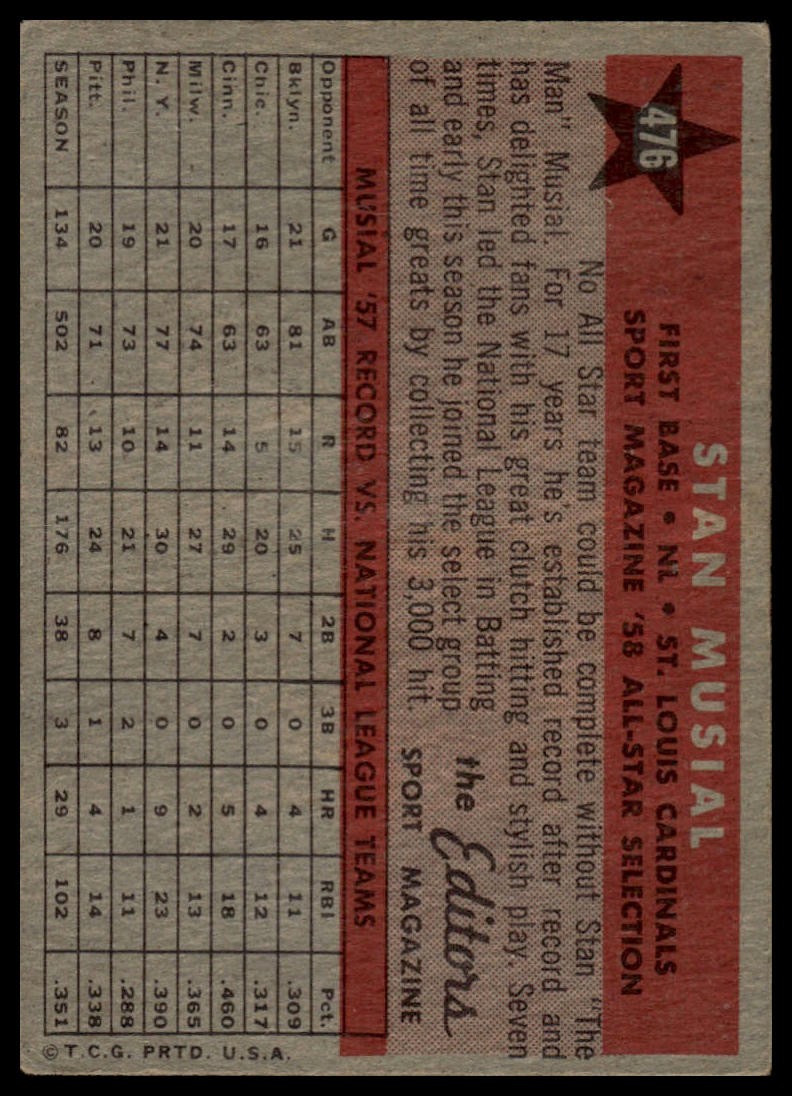 476
STAN MUSIAL
FIRST BASE • NL • ST. LOUIS CARDINALS
SPORT MAGAZINE '58 ALL-STAR SELECTION
No All Star team could be complete without Stan "The
Man" Musial. For 17 years he's established record after record and
has delighted fans with his great clutch hitting and stylish play. Seven
times, Stan led the National League in Batting
and early this season he joined the select group
of all time greats by collecting his 3,000 hit.
the Editors
SPORT MAGAZINE
MUSIAL '57 RECORD VS. NATIONAL LEAGUE TEAMS
Opponent G AB R H 2B 3B HR RBI Pct.
Bklyn. 21 81 15 25 7 0 4 11 .309
Chic. 16 63 5 20 3 0 4 12 .317
Cinn. 17 63 14 29 2 0 5 18 .460
Milw. 20 74 11 27 7 0 2 13 .365
N. Y. 21 77 14 30 4 0 9 23 .390
Phil. 19 73 10 21 7 2 1 11 .288
Pitt. 20 71 13 24 8 1 4 14 .338
SEASON 134 502 82 176 38 3 29 102 .351
© T.C.G. PRTD. U.S.A.